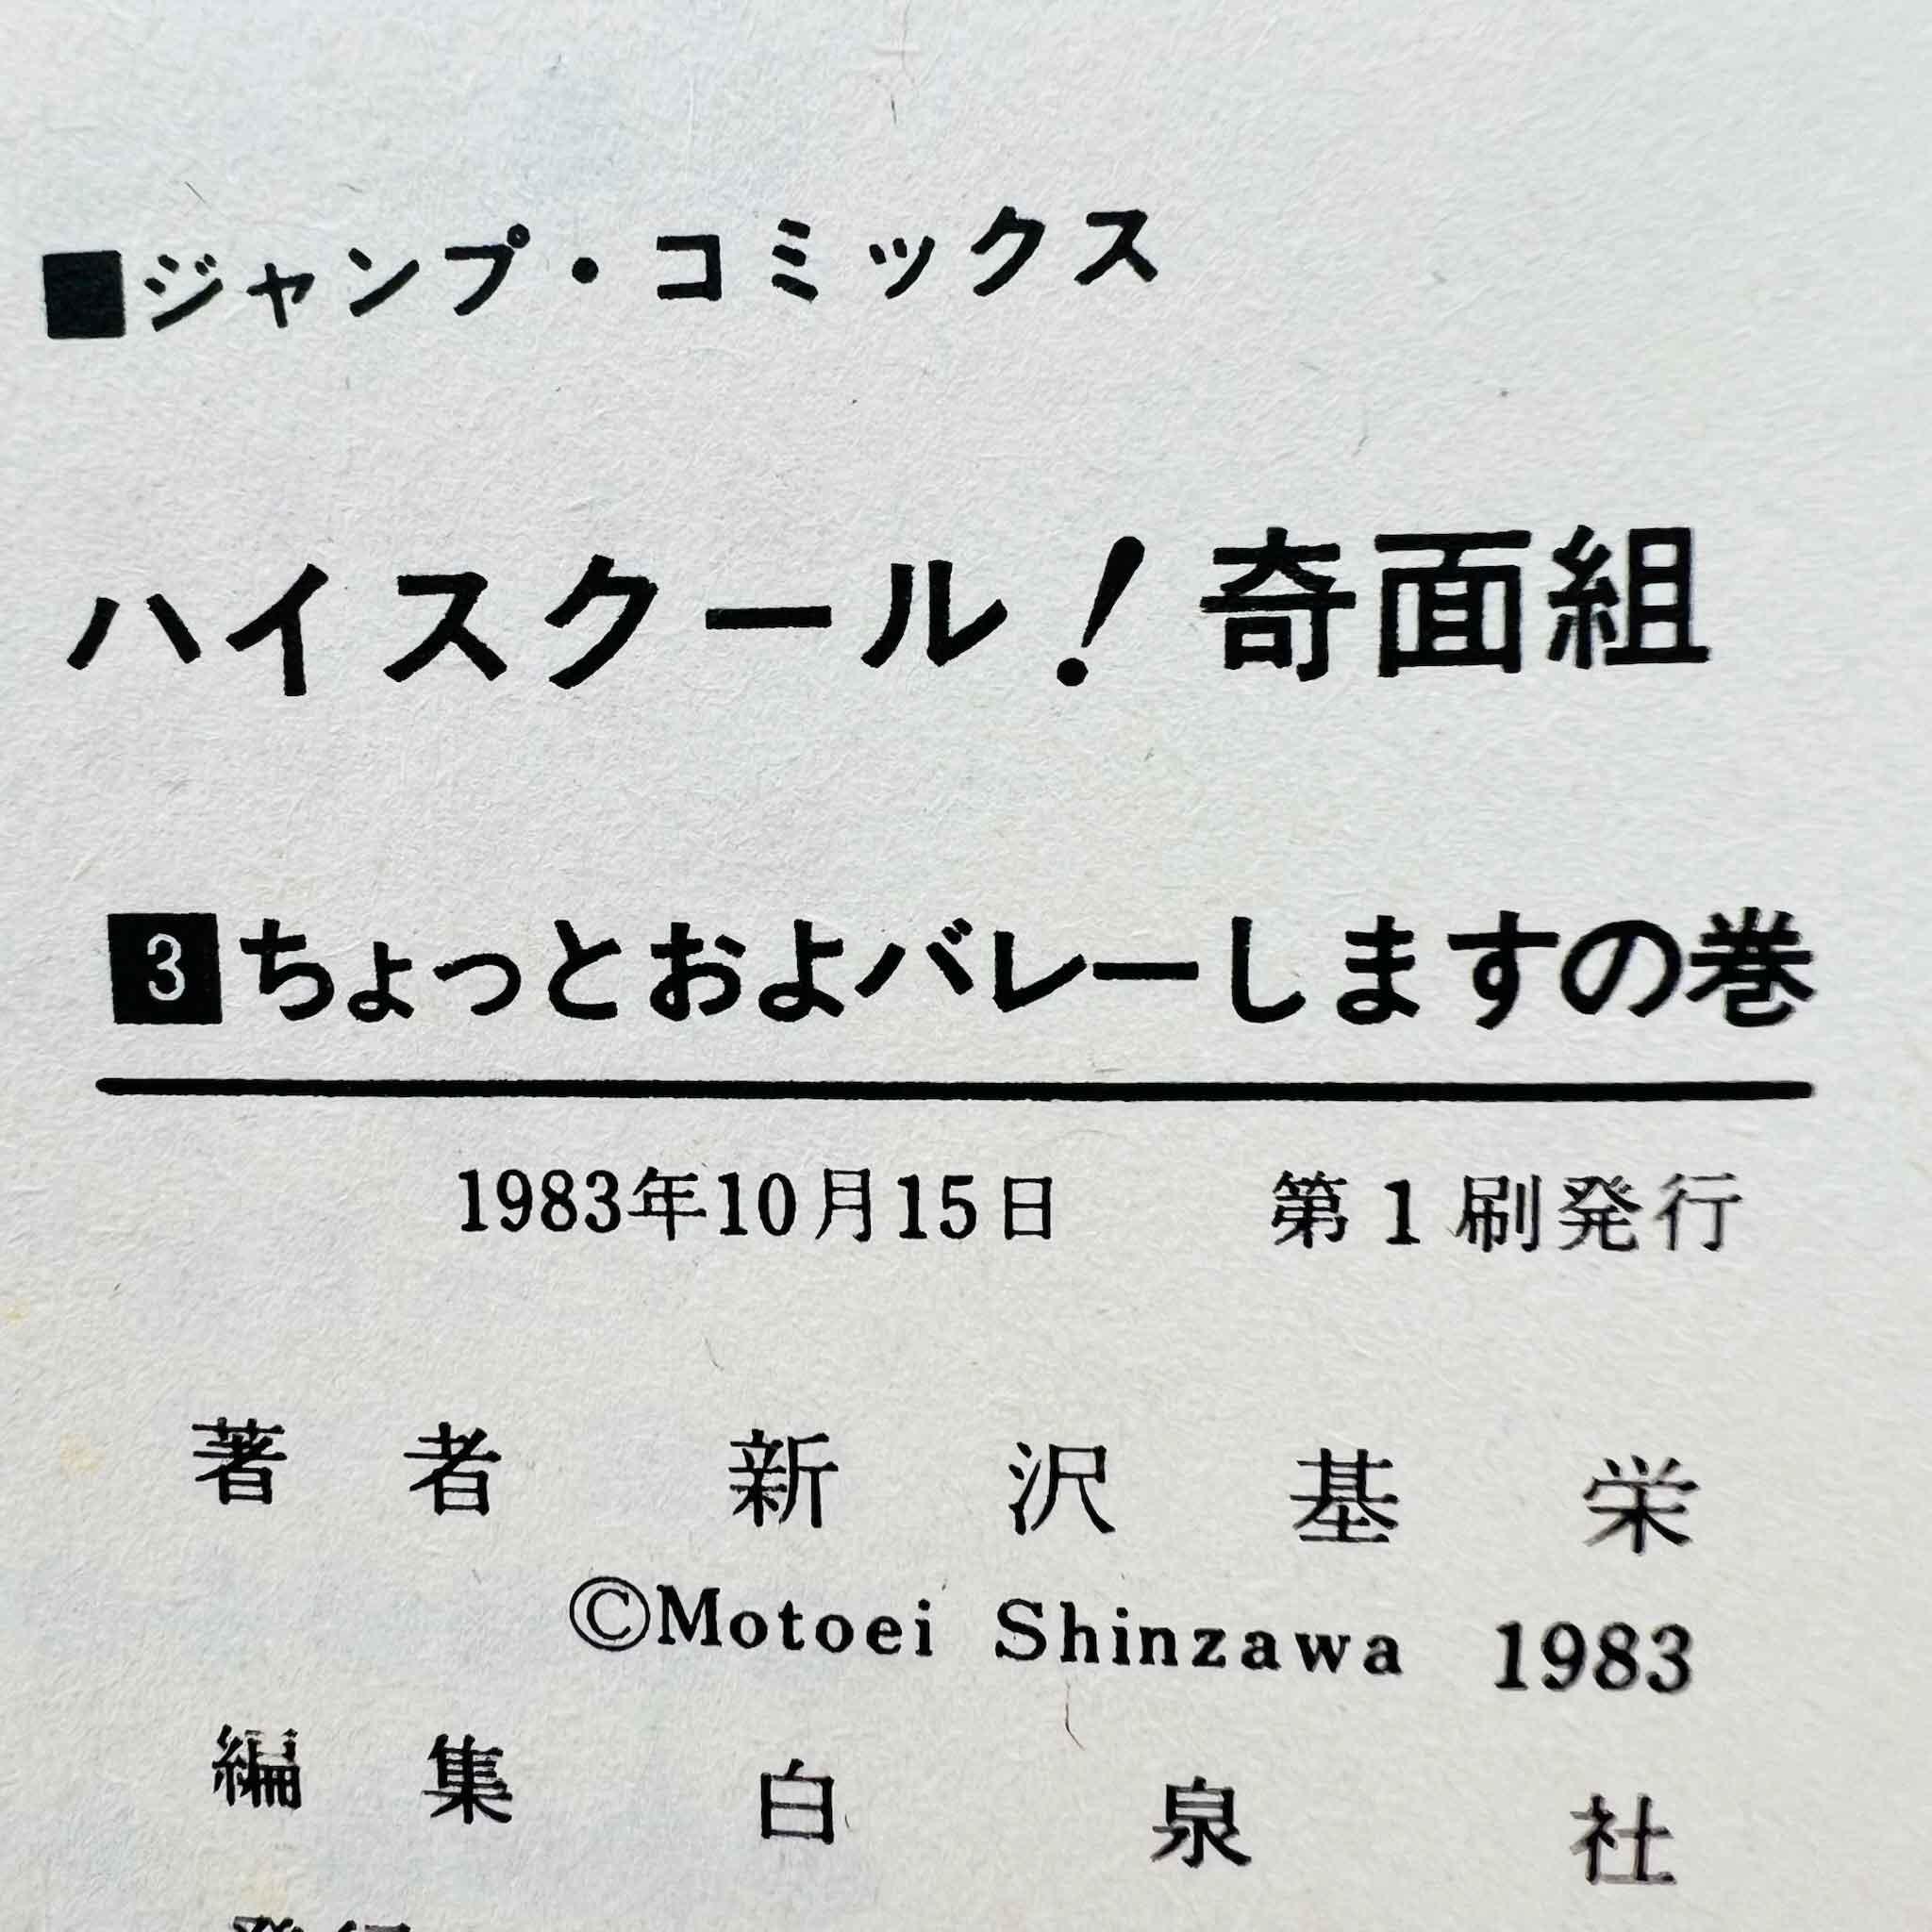 ■ジャンプ・コミックス
ハイスクール！奇面組
3ちょっとおよバレーしますの巻
1983年10月15日 第1刷発行
著者 新沢基栄
©Motoei Shinzawa 1983
編集 白泉社